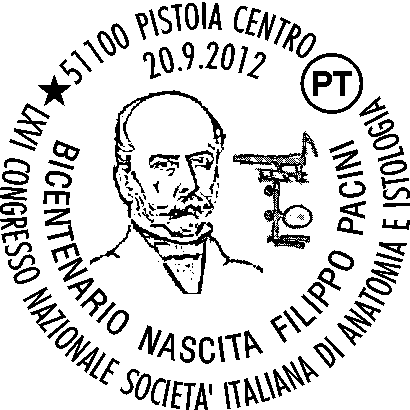 51100 PISTOIA CENTRO
20.9.2012
PT
BICENTENARIO NASCITA FILIPPO PACINI
LXVI CONGRESSO NAZIONALE SOCIETA' ITALIANA DI ANATOMIA E ISTOLOGIA